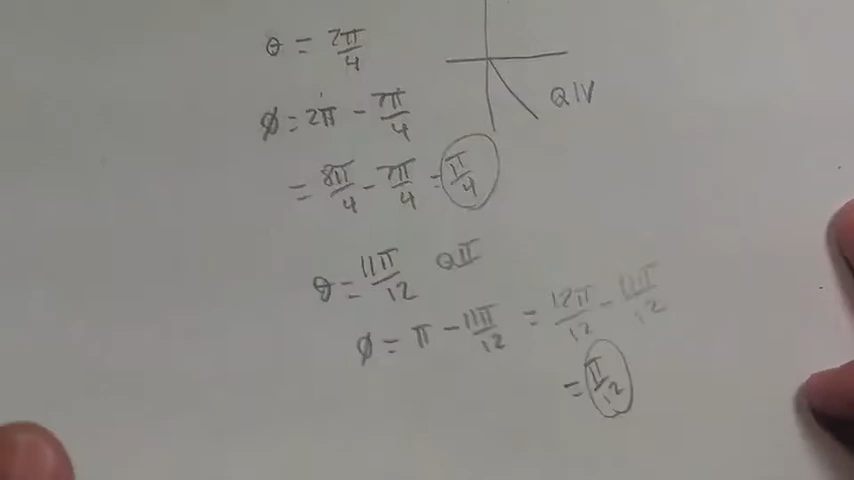 θ = 7π/4
QIV
ϕ = 2π − 7π/4
= 8π/4 − 7π/4 = π/4
θ = 11π/12 QII
ϕ = π − 11π/12 = 12π/12 − 11π/12
= π/12